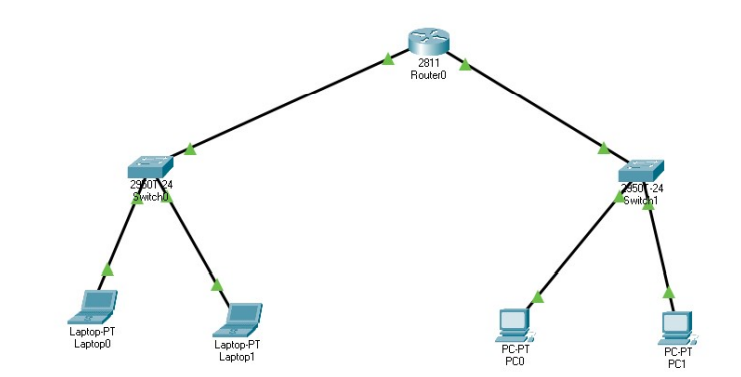 2811
Router0
2950T-24
Switch0
2950T-24
Switch1
Laptop-PT
Laptop0
Laptop-PT
Laptop1
PC-PT
PC0
PC-PT
PC1